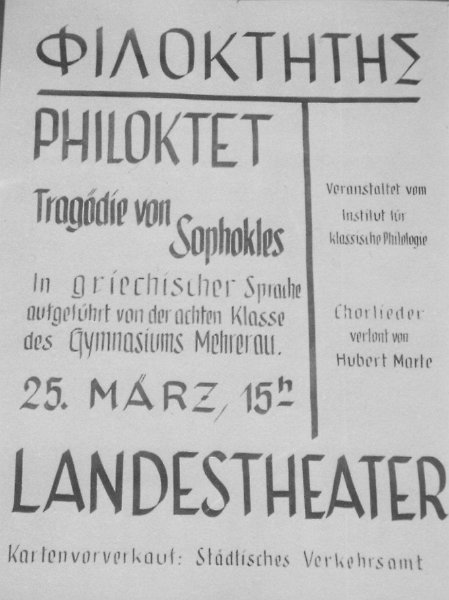 ΦΙΛΟΚΤΗΤΗΣ
PHILOKTET
Tragödie von
Sophokles
In griechischer Sprache
aufgeführt von der achten Klasse
des Gymnasiums Mehrerau.
25. MÄRZ, 15h
Veranstaltet vom
Institut für
klassische Philologie
Chorlieder
vertont von
Hubert Marte
LANDESTHEATER
Kartenvorverkauf: Städtisches Verkehrsamt